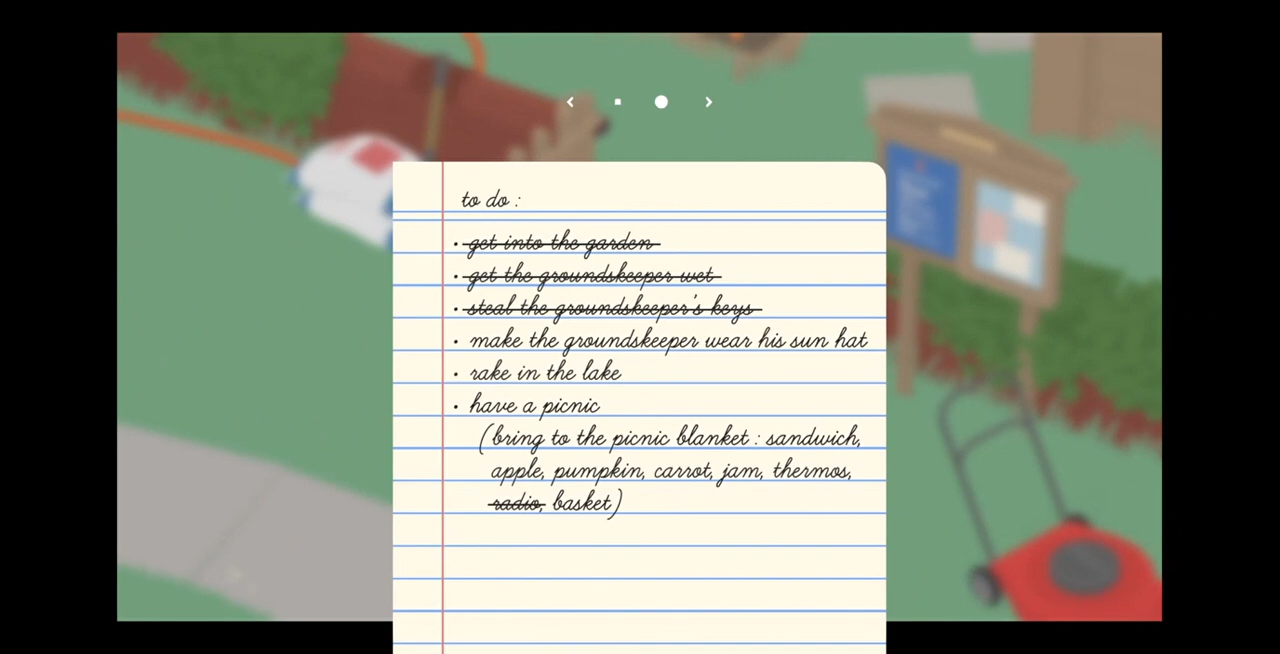 to do :
• get into the garden
• get the groundskeeper wet
• steal the groundskeeper's keys
• make the groundskeeper wear his sun hat
• rake in the lake
• have a picnic
(bring to the picnic blanket : sandwich,
apple, pumpkin, carrot, jam, thermos,
radio, basket)